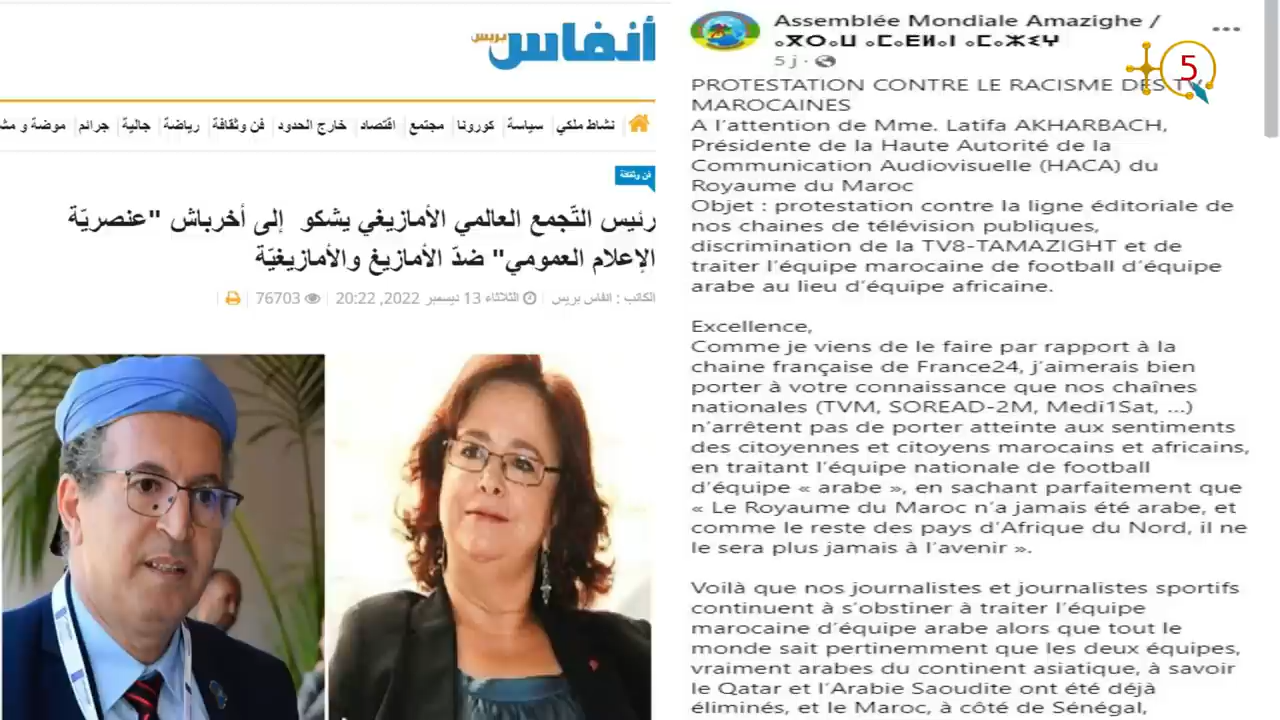 أنفاس بريس
نشاط ملكي
سياسة
كورونا
مجتمع
اقتصاد
خارج الحدود
فن وثقافة
رياضة
جالية
جرائم
موضة و مش
فن وثقافة
رئيس التّجمع العالمي الأمازيغي يشكو إلى أخرباش "عنصريّة
الإعلام العمومي" ضدّ الأمازيغ والأمازيغيّة
الكاتب : انفاس بريس الثلاثاء 13 ديسمبر 2022, 20:22 76703
Assemblée Mondiale Amazighe /
ⴰⴳⵔⴰⵡ ⴰⵎⴰⴹⵍⴰⵏ ⴰⵎⴰⵣⵉⵖ
5 j ·
5
PROTESTATION CONTRE LE RACISME DES TV
MAROCAINES
A l’attention de Mme. Latifa AKHARBACH,
Présidente de la Haute Autorité de la
Communication Audiovisuelle (HACA) du
Royaume du Maroc
Objet : protestation contre la ligne éditoriale de
nos chaines de télévision publiques,
discrimination de la TV8-TAMAZIGHT et de
traiter l’équipe marocaine de football d’équipe
arabe au lieu d’équipe africaine.
Excellence,
Comme je viens de le faire par rapport à la
chaine française de France24, j’aimerais bien
porter à votre connaissance que nos chaînes
nationales (TVM, SOREAD-2M, Medi1Sat, ...)
n’arrêtent pas de porter atteinte aux sentiments
des citoyennes et citoyens marocains et africains,
en traitant l’équipe nationale de football
d’équipe « arabe », en sachant parfaitement que
« Le Royaume du Maroc n’a jamais été arabe, et
comme le reste des pays d’Afrique du Nord, il ne
le sera plus jamais à l’avenir ».
Voilà que nos journalistes et journalistes sportifs
continuent à s’obstiner à traiter l’équipe
marocaine d’équipe arabe alors que tout le
monde sait pertinemment que les deux équipes,
vraiment arabes du continent asiatique, à savoir
le Qatar et l’Arabie Saoudite ont été déjà
éliminés, et le Maroc, à côté de Sénégal,